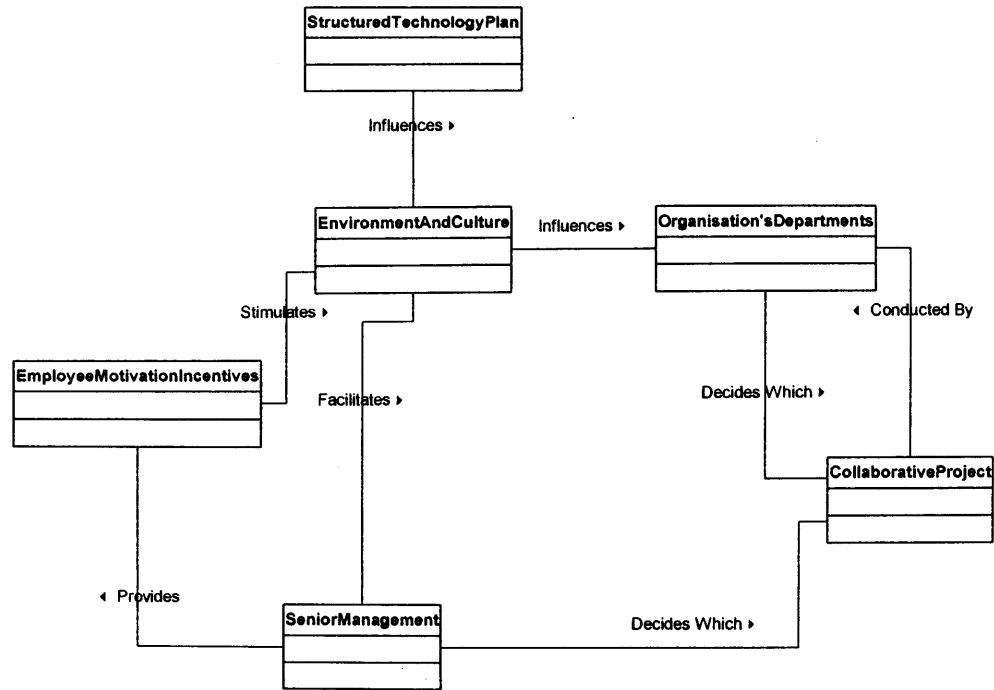 StructuredTechnologyPlan
Influences
EnvironmentAndCulture
Influences
Organisation'sDepartments
Stimulates
Conducted By
EmployeeMotivationIncentives
Facilitates
Decides Which
CollaborativeProject
Provides
SeniorManagement
Decides Which